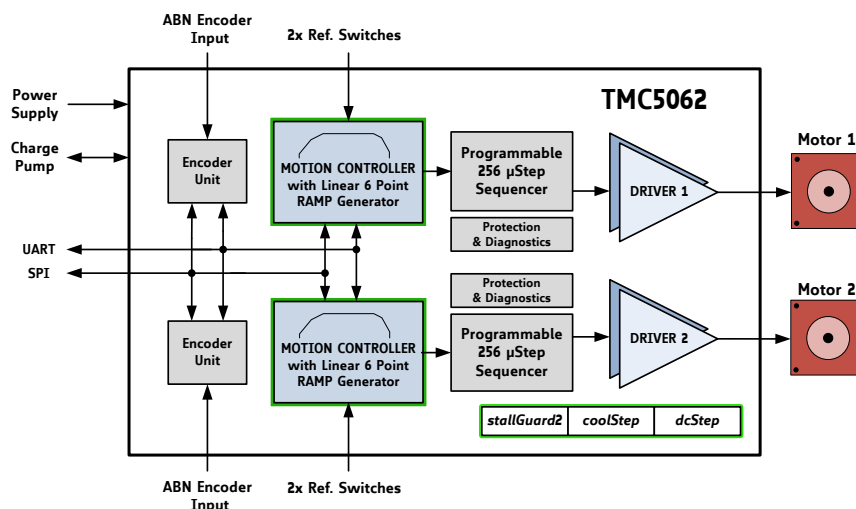 ABN Encoder
Input
2x Ref. Switches
TMC5062
Power
Supply
Charge
Pump
Encoder
Unit
MOTION CONTROLLER
with Linear 6 Point
RAMP Generator
Programmable
256 µStep
Sequencer
DRIVER 1
Motor 1
Protection
& Diagnostics
UART
SPI
Protection
& Diagnostics
Motor 2
Encoder
Unit
MOTION CONTROLLER
with Linear 6 Point
RAMP Generator
Programmable
256 µStep
Sequencer
DRIVER 2
stallGuard2 coolStep dcStep
ABN Encoder
Input
2x Ref. Switches